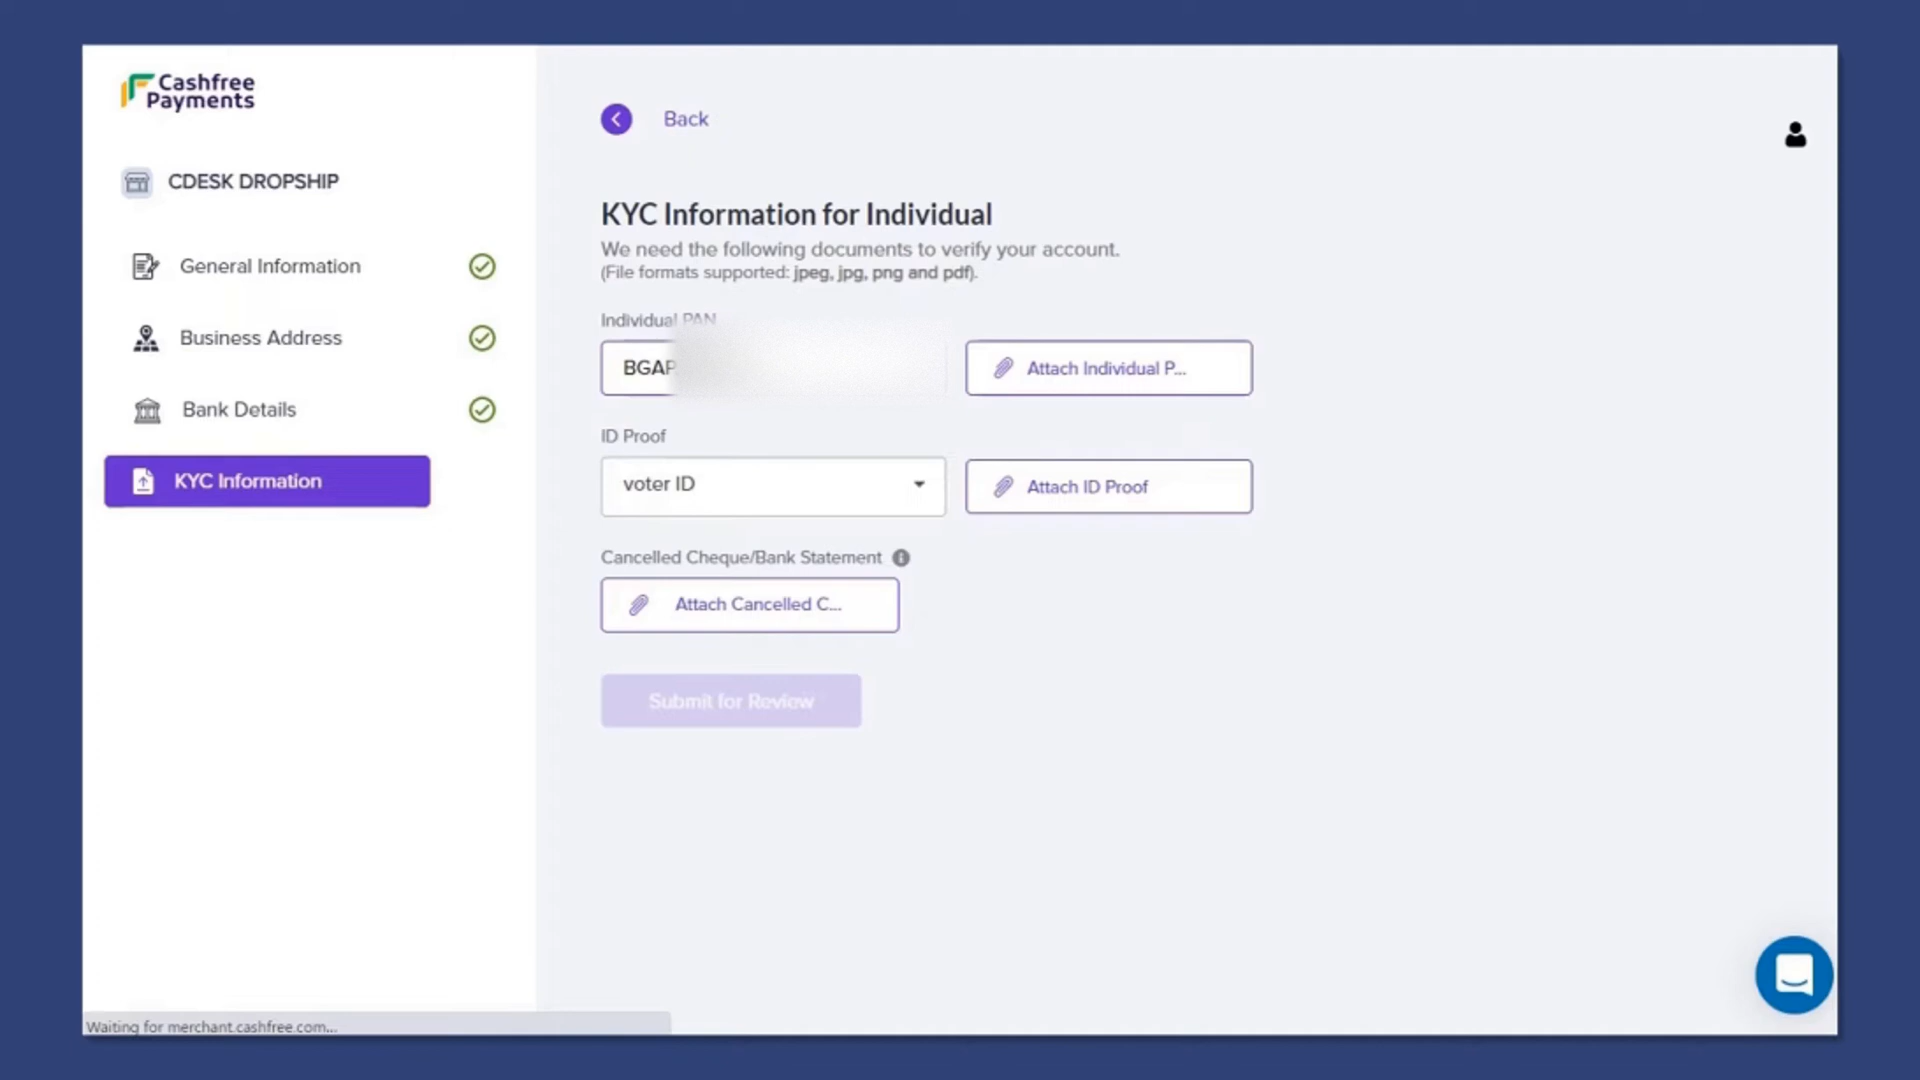 Cashfree
Payments
CDESK DROPSHIP
General Information
Business Address
Bank Details
KYC Information
Back
KYC Information for Individual
We need the following documents to verify your account.
(File formats supported: jpeg, jpg, png and pdf).
Individual PAN
BGAP
Attach Individual P...
ID Proof
voter ID
Attach ID Proof
Cancelled Cheque/Bank Statement
Attach Cancelled C...
Submit for Review
Waiting for merchant.cashfree.com...